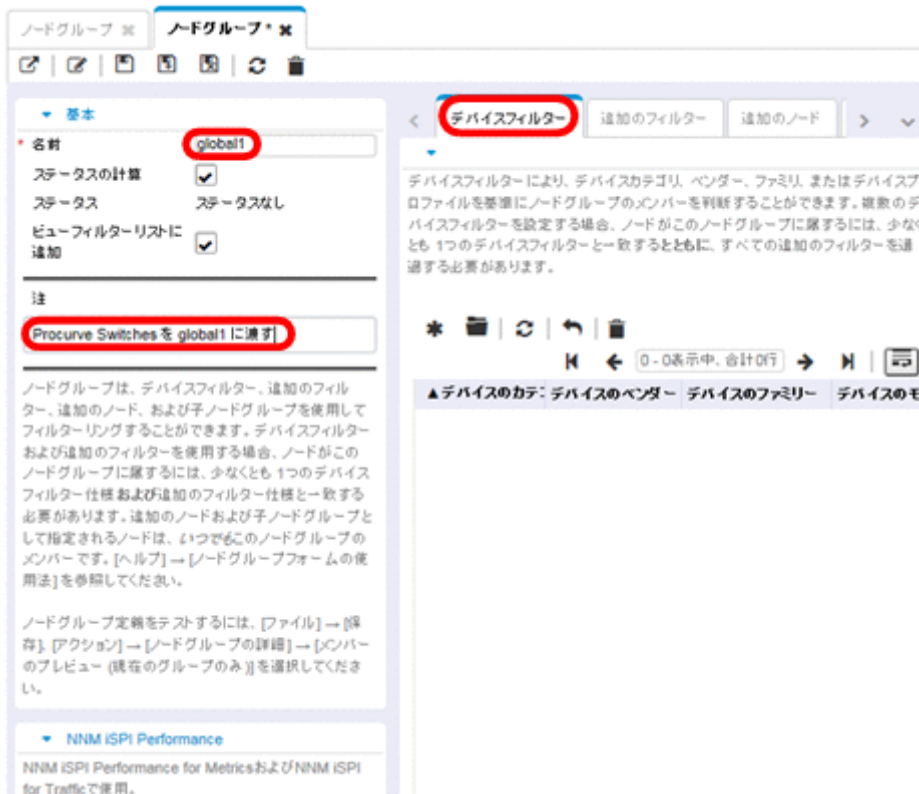 ノードグループ
ノードグループ *
基本
* 名前 global1
ステータスの計算
ステータス ステータスなし
ビューフィルターリストに
追加
注
Procurve Switches を global1 に渡す
ノードグループは、デバイスフィルター、追加のフィル
ター、追加のノード、および子ノードグループを使用して
フィルターリングすることができます。デバイスフィルター
および追加のフィルターを使用する場合、ノードがこの
ノードグループに属するには、少なくとも 1つのデバイス
フィルター仕様および追加のフィルター仕様と一致する
必要があります。追加のノードおよび子ノードグループと
して指定されるノードは、いつでもこのノードグループの
メンバーです。[ヘルプ] → [ノードグループフォームの使
用法] を参照してください。
ノードグループ定義をテストするには、[ファイル] → [保
存]、[アクション] → [ノードグループの詳細] → [メンバー
のプレビュー (現在のグループのみ)] を選択してくださ
い。
NNM iSPI Performance
NNM iSPI Performance for MetricsおよびNNM iSPI
for Trafficで使用。
デバイスフィルター 追加のフィルター 追加のノード
デバイスフィルターにより、デバイスカテゴリ、ベンダー、ファミリ、またはデバイスプ
ロファイルを基準にノードグループのメンバーを判断することができます。複数のデ
バイスフィルターを設定する場合、ノードがこのノードグループに属するには、少なく
とも 1つのデバイスフィルターと一致するとともに、すべての追加のフィルターを通
過する必要があります。
0 - 0表示中、合計0行
▲デバイスのカテゴ デバイスのベンダー デバイスのファミリー デバイスのモ